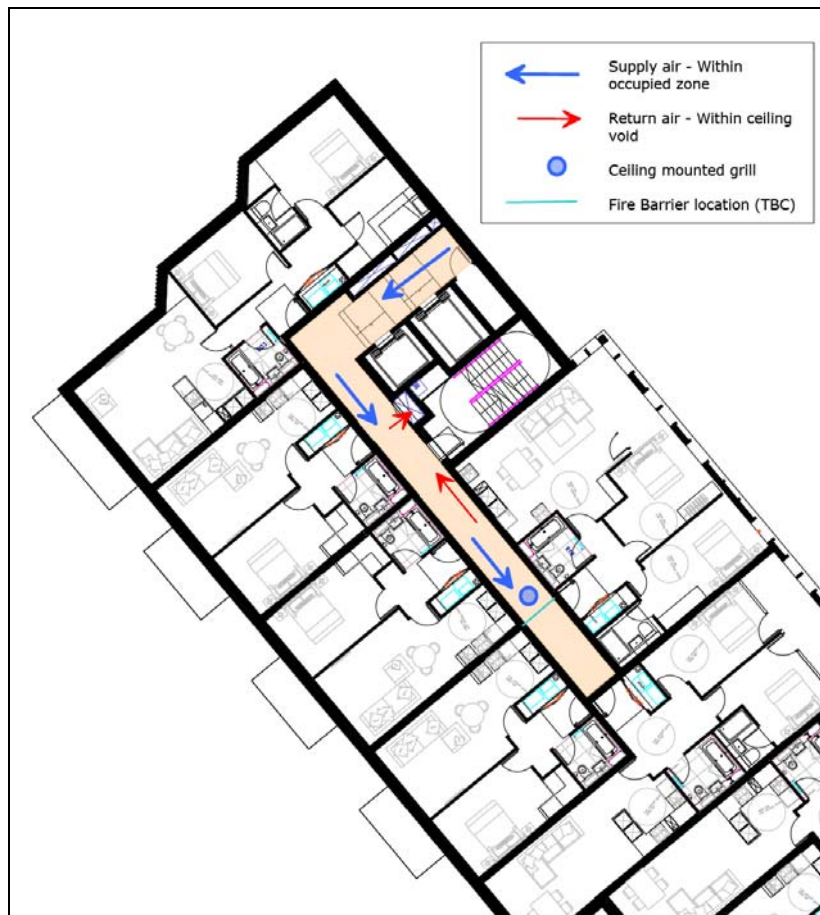 Supply air - Within
occupied zone
Return air - Within ceiling
void
Ceiling mounted grill
Fire Barrier location (TBC)